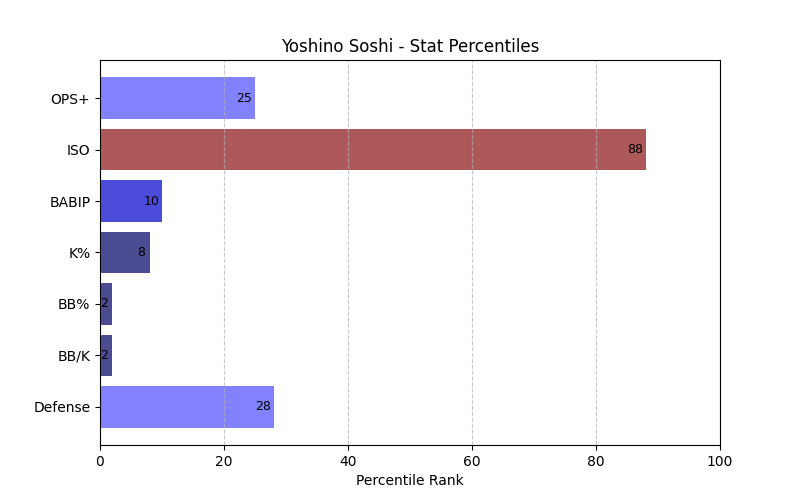 Yoshino Soshi - Stat Percentiles
OPS+ 25
ISO 88
BABIP 10
K% 8
BB% 2
BB/K 2
Defense 28
0 20 40 60 80 100
Percentile Rank